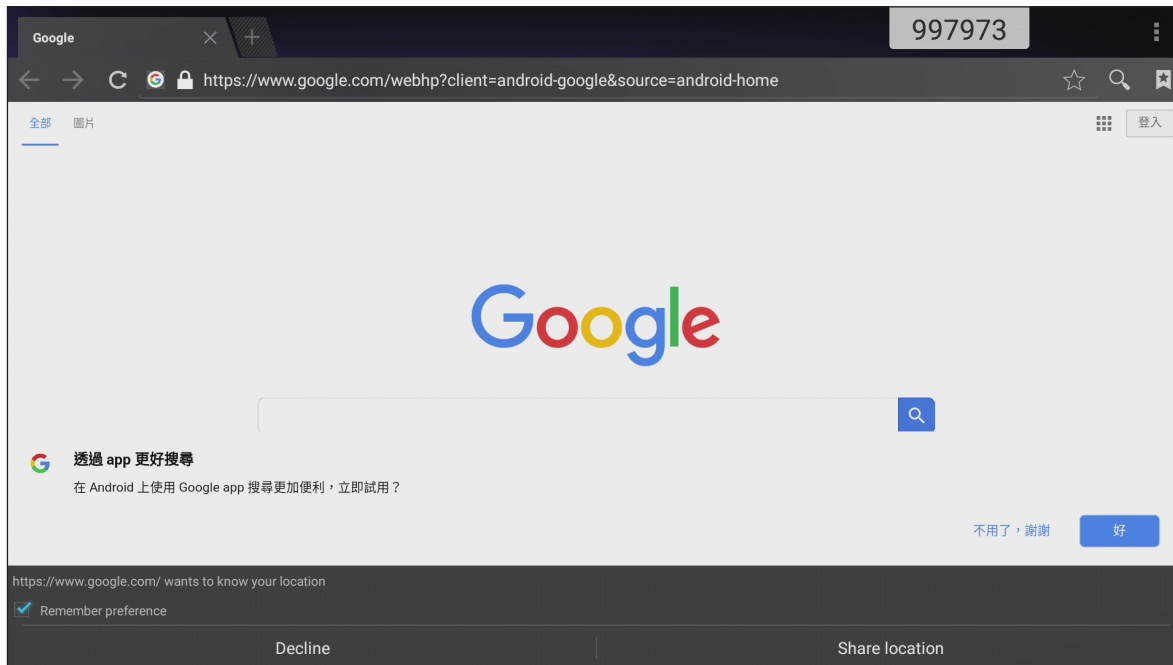 Google
997973
https://www.google.com/webhp?client=android-google&source=android-home
全部 圖片
登入
Google
透過 app 更好搜尋
在 Android 上使用 Google app 搜尋更加便利，立即試用？
不用了，謝謝 好
https://www.google.com/ wants to know your location
Remember preference
Decline Share location